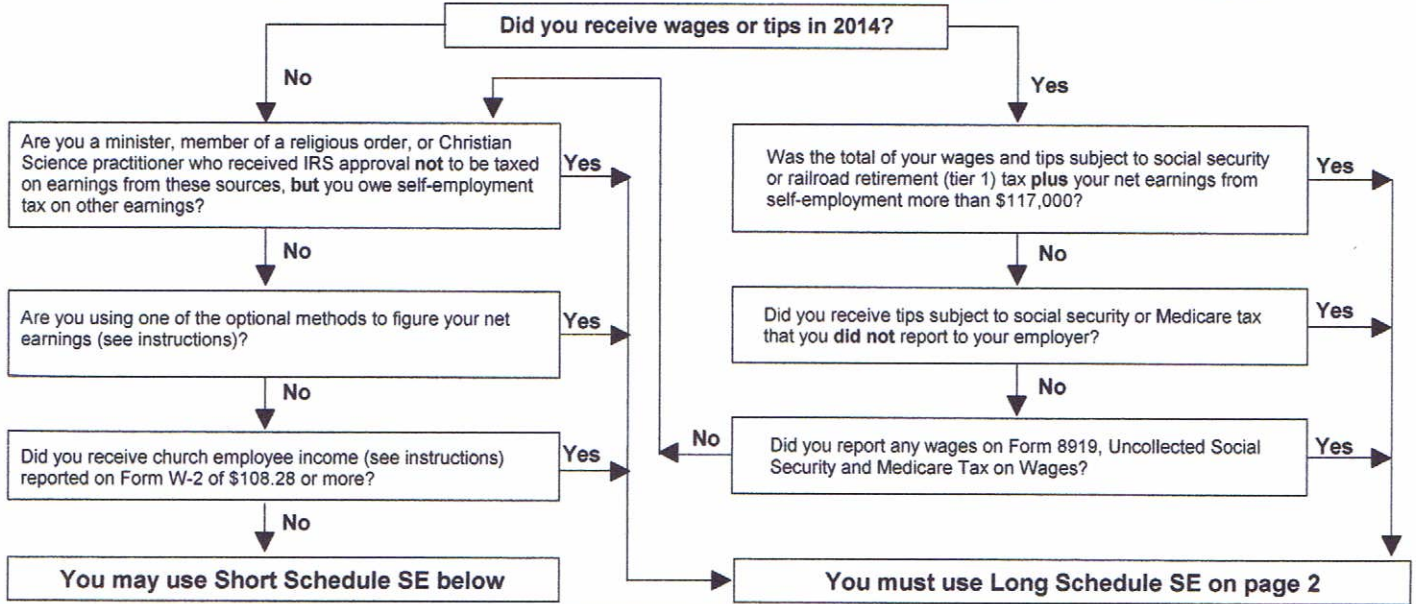 Did you receive wages or tips in 2014?
No
Yes
Are you a minister, member of a religious order, or Christian
Science practitioner who received IRS approval not to be taxed
on earnings from these sources, but you owe self-employment
tax on other earnings?
Yes
Was the total of your wages and tips subject to social security
or railroad retirement (tier 1) tax plus your net earnings from
self-employment more than $117,000?
Yes
No
No
Are you using one of the optional methods to figure your net
earnings (see instructions)?
Yes
Did you receive tips subject to social security or Medicare tax
that you did not report to your employer?
Yes
No
No
Did you receive church employee income (see instructions)
reported on Form W-2 of $108.28 or more?
Yes
No
Did you report any wages on Form 8919, Uncollected Social
Security and Medicare Tax on Wages?
Yes
No
You may use Short Schedule SE below
You must use Long Schedule SE on page 2